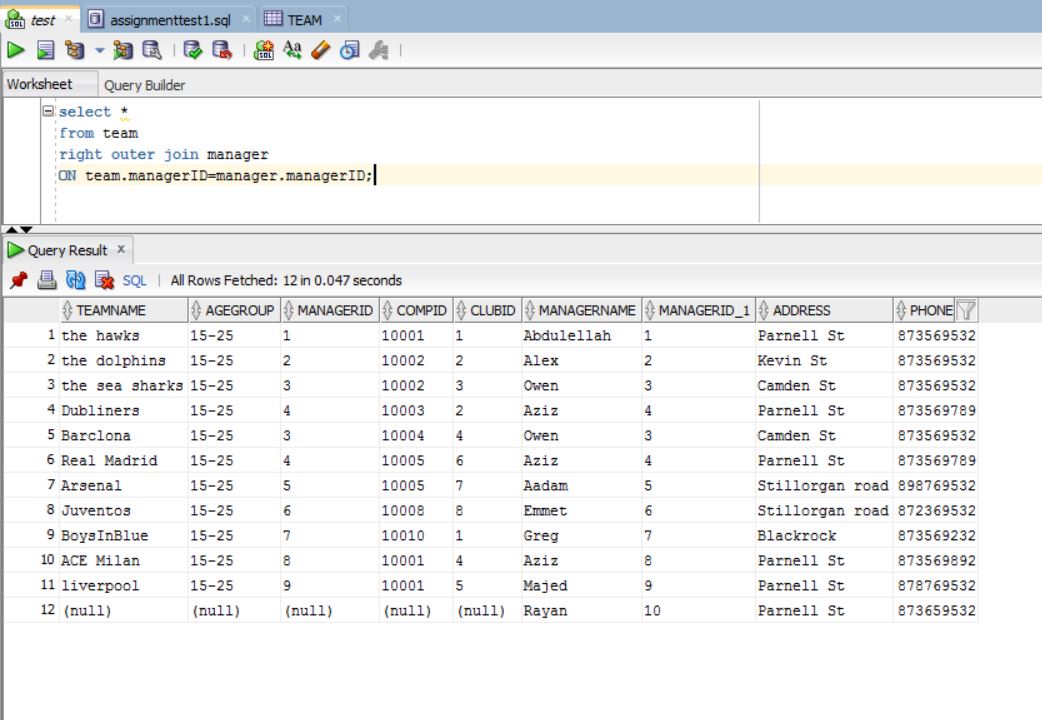 test assignmenttest1.sql TEAM
SQL Aa
Worksheet Query Builder
select *
from team
right outer join manager
ON team.managerID=manager.managerID;
Query Result
SQL | All Rows Fetched: 12 in 0.047 seconds
TEAMNAME AGEGROUP MANAGERID COMPID CLUBID MANAGERNAME MANAGERID_1 ADDRESS PHONE
1 the hawks 15-25 1 10001 1 Abdulellah 1 Parnell St 873569532
2 the dolphins 15-25 2 10002 2 Alex 2 Kevin St 873569532
3 the sea sharks 15-25 3 10002 3 Owen 3 Camden St 873569532
4 Dubliners 15-25 4 10003 2 Aziz 4 Parnell St 873569789
5 Barclona 15-25 3 10004 4 Owen 3 Camden St 873569532
6 Real Madrid 15-25 4 10005 6 Aziz 4 Parnell St 873569789
7 Arsenal 15-25 5 10005 7 Aadam 5 Stillorgan road 898769532
8 Juventos 15-25 6 10008 8 Emmet 6 Stillorgan road 872369532
9 BoysInBlue 15-25 7 10010 1 Greg 7 Blackrock 873569232
10 ACE Milan 15-25 8 10001 4 Aziz 8 Parnell St 873569892
11 liverpool 15-25 9 10001 5 Majed 9 Parnell St 878769532
12 (null) (null) (null) (null) (null) Rayan 10 Parnell St 873659532